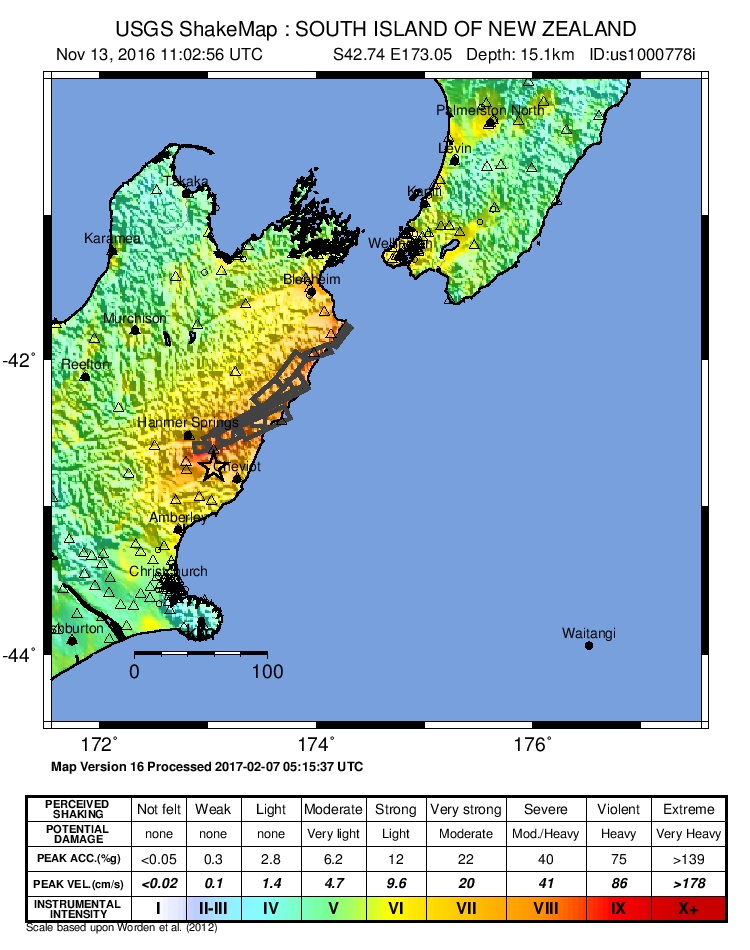 USGS ShakeMap : SOUTH ISLAND OF NEW ZEALAND
Nov 13, 2016 11:02:56 UTC S42.74 E173.05 Depth: 15.1km ID:us1000778i
Palmerston North
Levin
Kapiti
Takaka
Karamea
Wellington
Blenheim
Murchison
-42°
Reefton
Hanmer Springs
Cheviot
Amberley
Christchurch
Waitangi
shburton
km
-44°
0 100
172° 174° 176°
Map Version 16 Processed 2017-02-07 05:15:37 UTC
PERCEIVED SHAKING Not felt Weak Light Moderate Strong Very strong Severe Violent Extreme
POTENTIAL DAMAGE none none none Very light Light Moderate Mod./Heavy Heavy Very Heavy
PEAK ACC.(%g) <0.05 0.3 2.8 6.2 12 22 40 75 >139
PEAK VEL.(cm/s) <0.02 0.1 1.4 4.7 9.6 20 41 86 >178
INSTRUMENTAL INTENSITY I II-III IV V VI VII VIII IX X+
Scale based upon Worden et al. (2012)